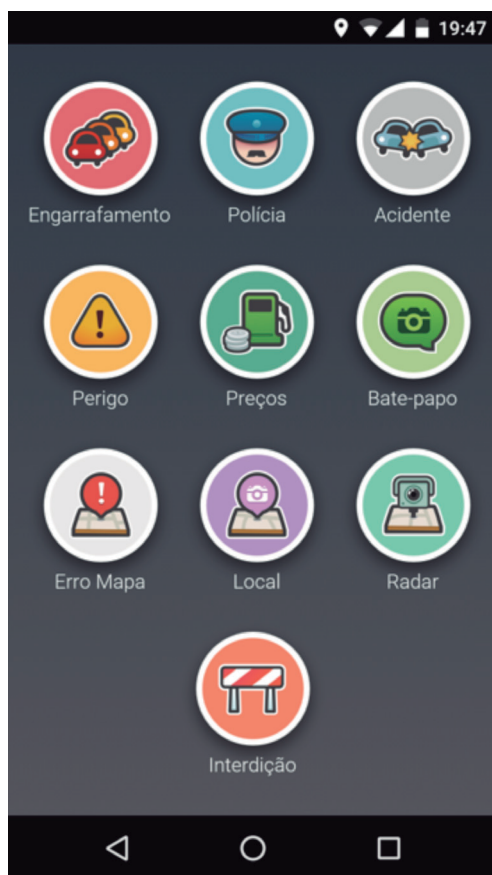 19:47
Engarrafamento
Polícia
Acidente
Perigo
Preços
Bate-papo
Erro Mapa
Local
Radar
Interdição